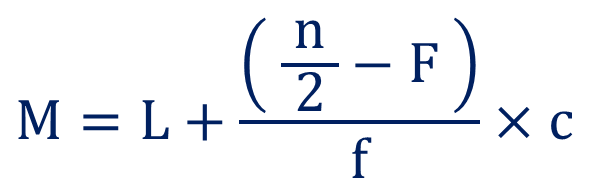 M = L + ( n/2 − F ) / f × c